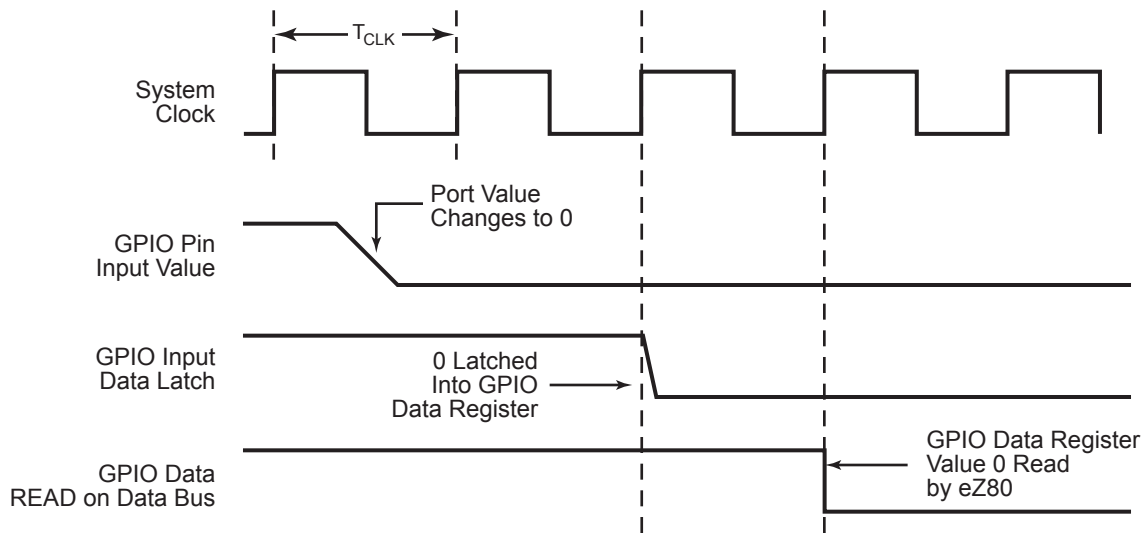 TCLK
System
Clock
Port Value
Changes to 0
GPIO Pin
Input Value
GPIO Input
Data Latch
0 Latched
Into GPIO
Data Register
GPIO Data
READ on Data Bus
GPIO Data Register
Value 0 Read
by eZ80